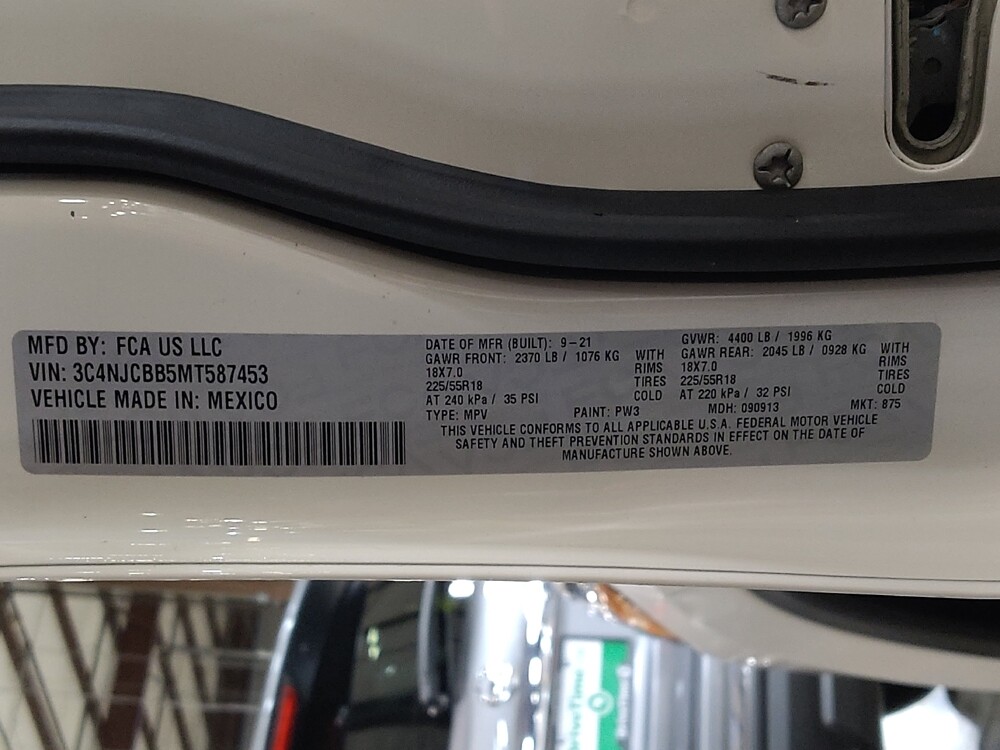 MFD BY: FCA US LLC
VIN: 3C4NJCBB5MT587453
VEHICLE MADE IN: MEXICO
DATE OF MFR (BUILT): 9-21
GVWR: 4400 LB / 1996 KG
GAWR FRONT: 2370 LB / 1076 KG WITH
18X7.0 RIMS
225/55R18 TIRES
AT 240 kPa / 35 PSI COLD
GAWR REAR: 2045 LB / 0928 KG WITH
18X7.0 RIMS
225/55R18 TIRES
AT 220 kPa / 32 PSI COLD
TYPE: MPV PAINT: PW3 MDH: 090913 MKT: 875
THIS VEHICLE CONFORMS TO ALL APPLICABLE U.S.A. FEDERAL MOTOR VEHICLE
SAFETY AND THEFT PREVENTION STANDARDS IN EFFECT ON THE DATE OF
MANUFACTURE SHOWN ABOVE.
DriveTime